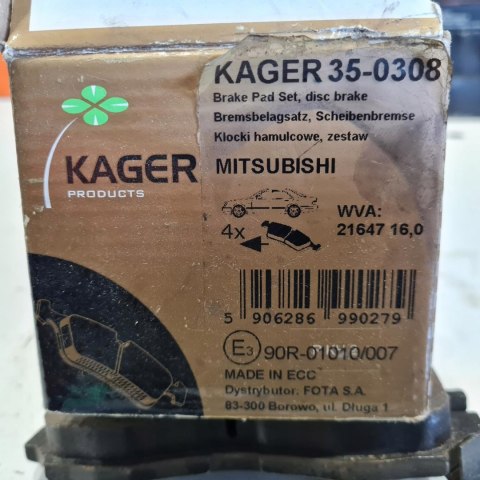 KAGER 35-0308
Brake Pad Set, disc brake
Bremsbelagsatz, Scheibenbremse
Klocki hamulcowe, zestaw
KAGER
PRODUCTS
MITSUBISHI
4x
WVA:
21647 16,0
5 906286 990279
E3 90R-01010/007
MADE IN ECC
Dystrybutor: FOTA S.A.
83-300 Borowo, ul. Długa 1